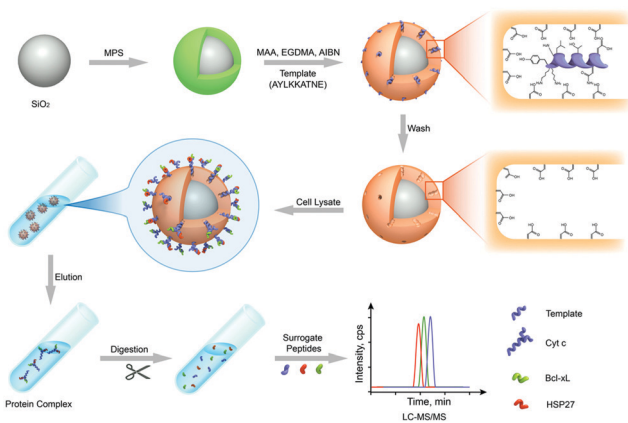 MPS
MAA, EGDMA, AIBN
Template
(AYLKKATNE)
SiO₂
Wash
Cell Lysate
Elution
Digestion
Surrogate
Peptides
Protein Complex
Intensity, cps
Time, min
LC-MS/MS
Template
Cyt c
Bcl-xL
HSP27